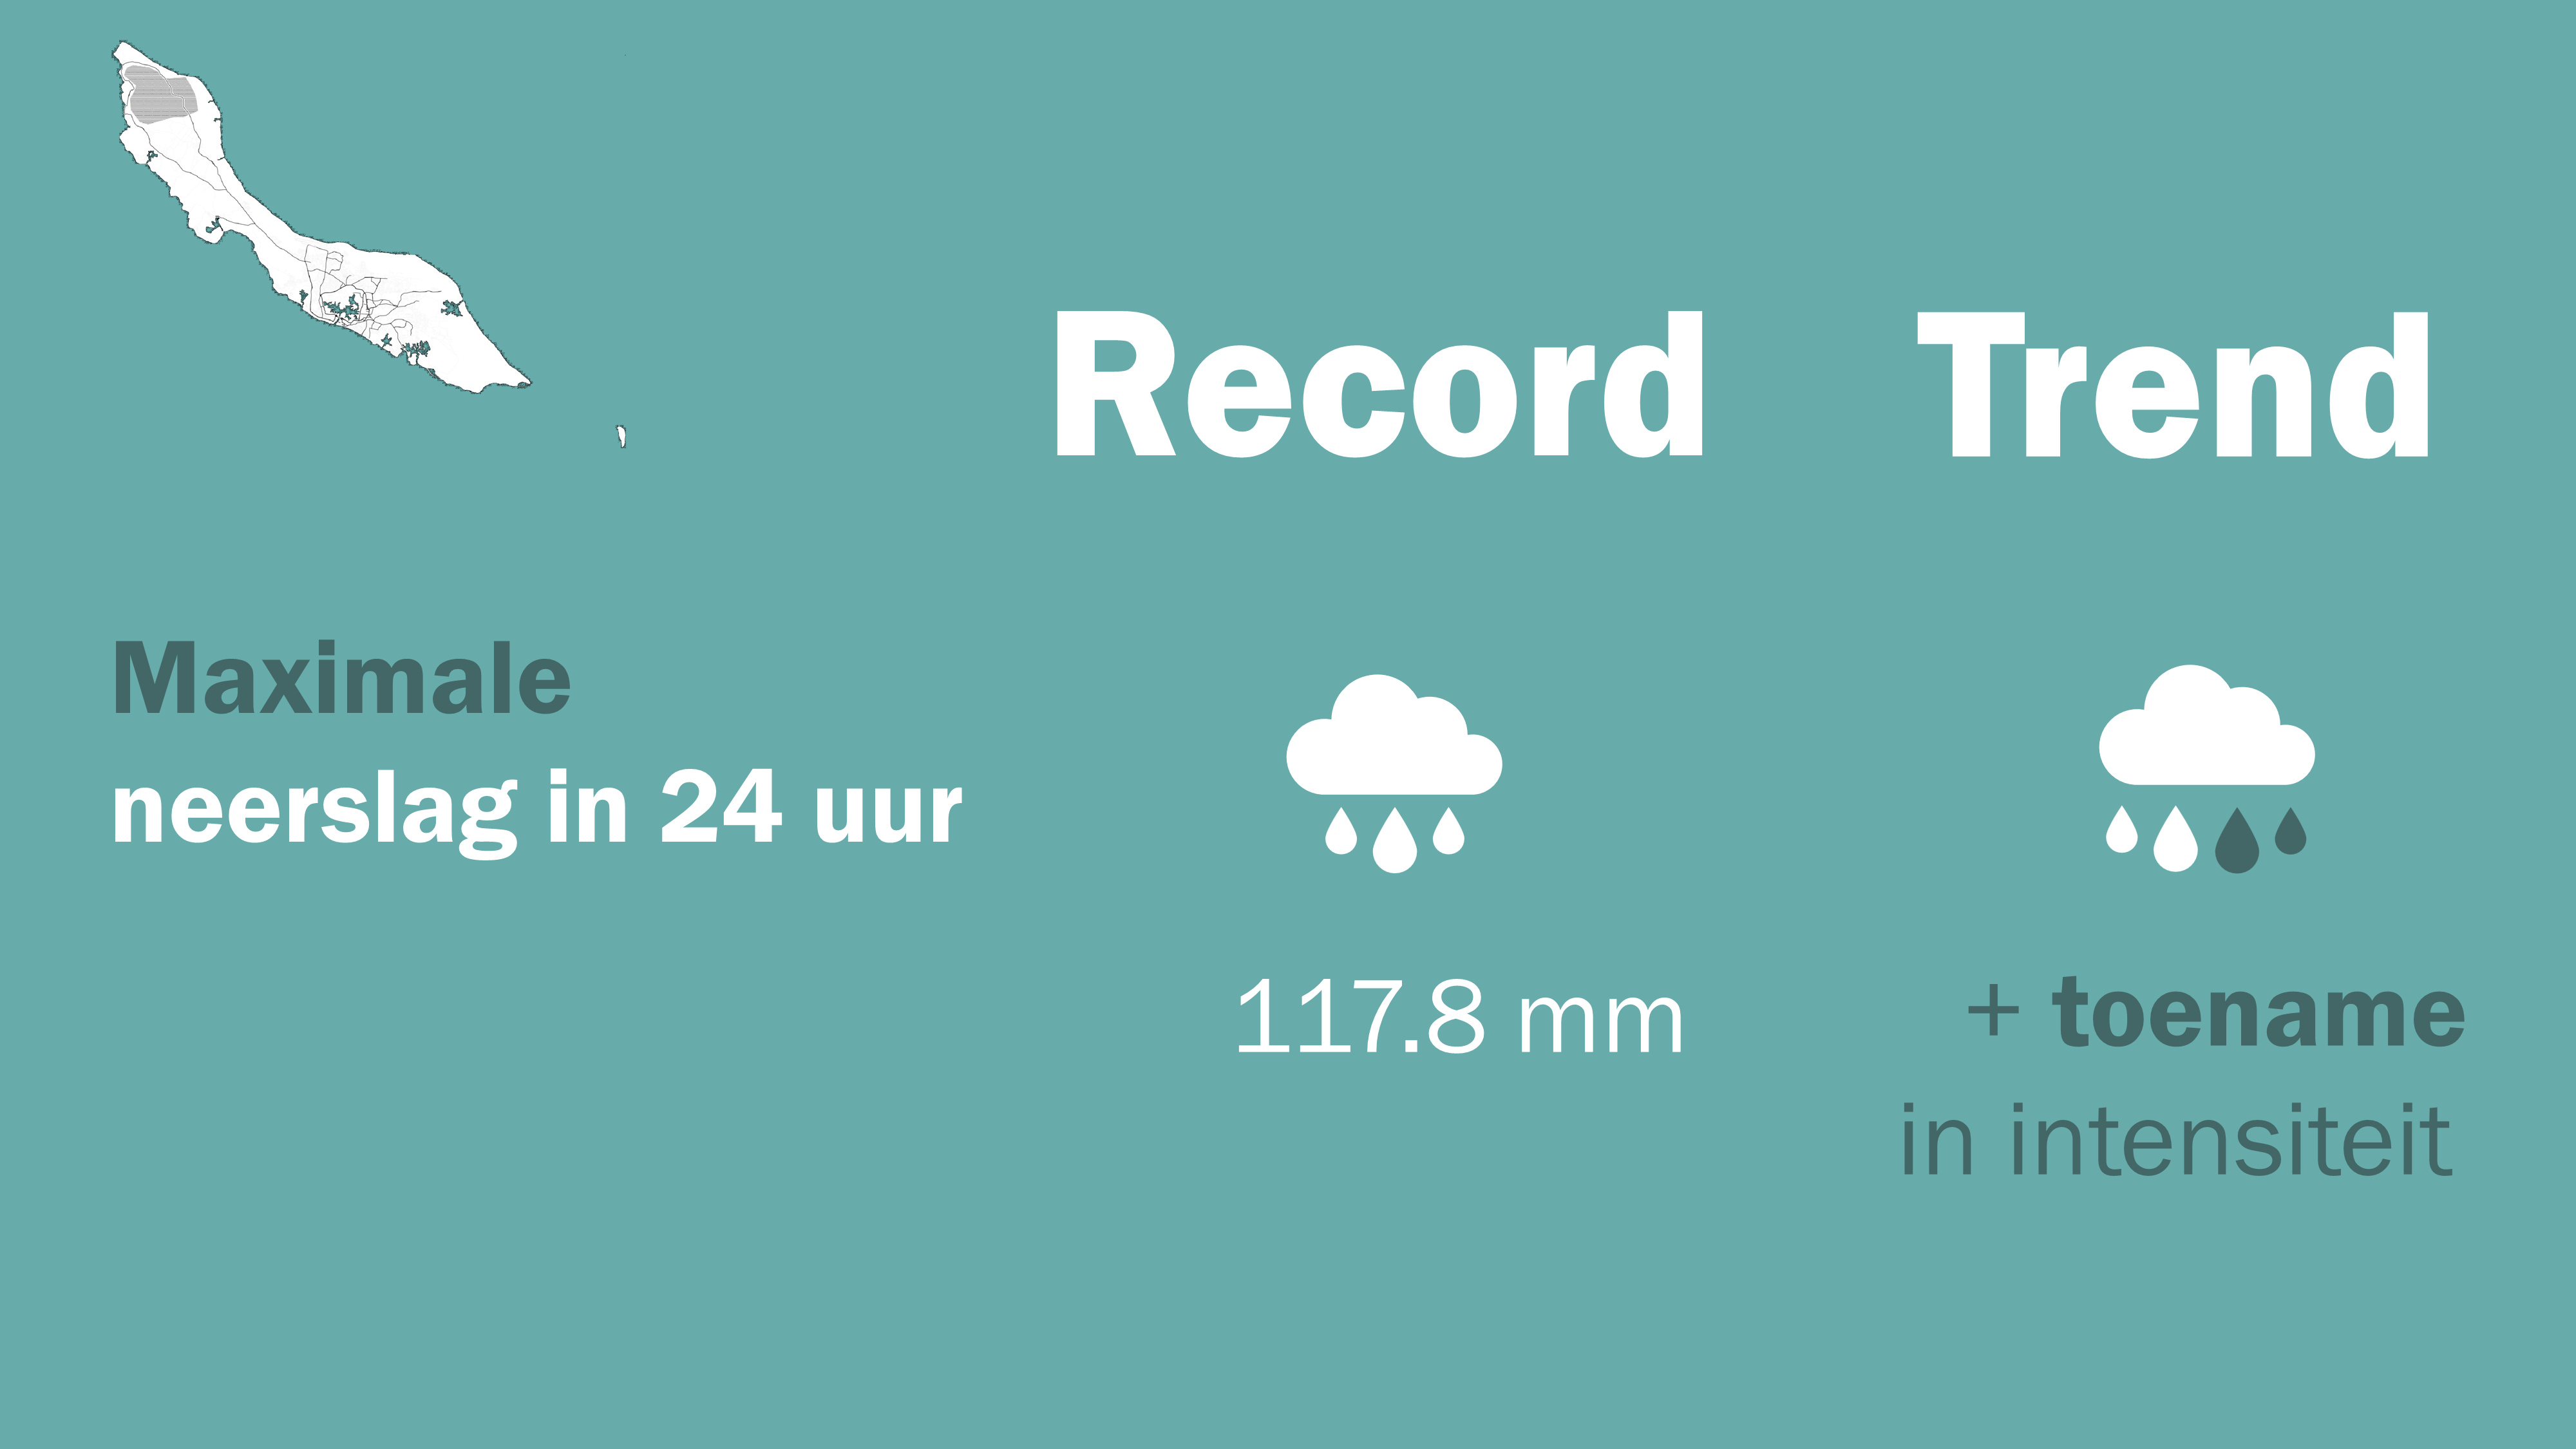 Record
Trend
Maximale
neerslag in 24 uur
117.8 mm
+ toename
in intensiteit